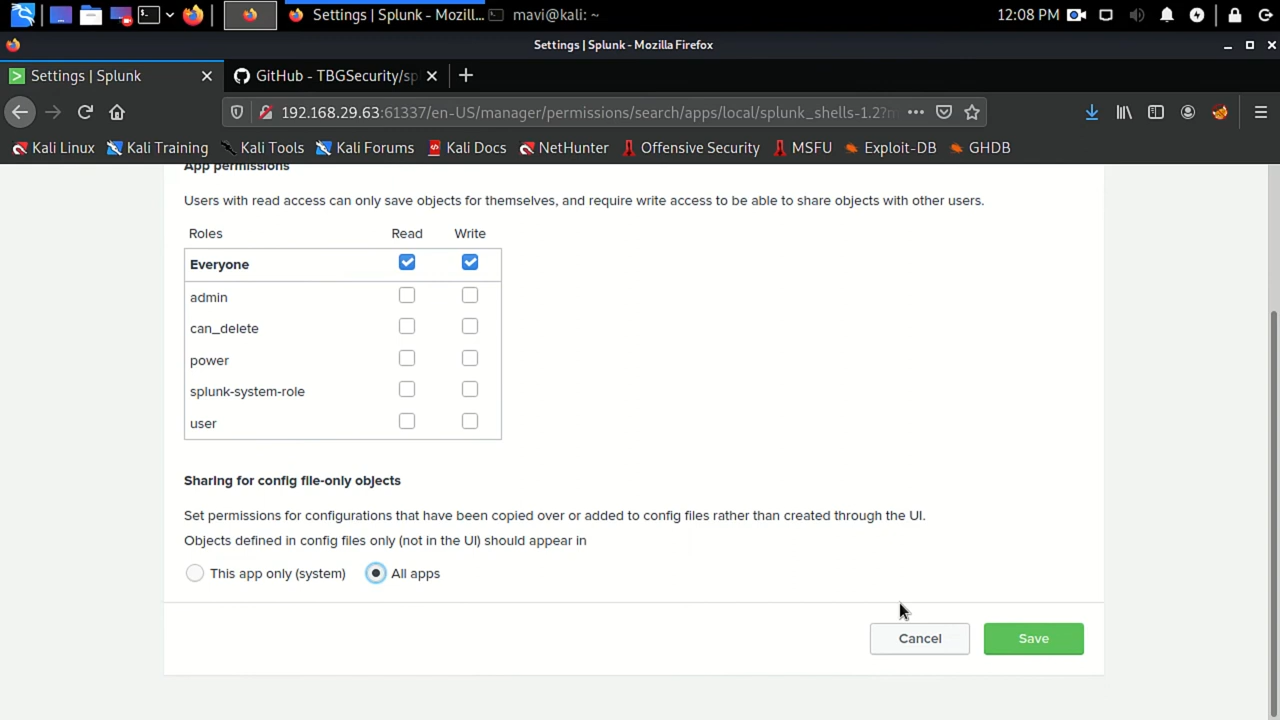 Settings | Splunk - Mozill...
mavi@kali: ~
12:08 PM
Settings | Splunk - Mozilla Firefox
Settings | Splunk
GitHub - TBGSecurity/sp
192.168.29.63:61337/en-US/manager/permissions/search/apps/local/splunk_shells-1.2?m
Kali Linux
Kali Training
Kali Tools
Kali Forums
Kali Docs
NetHunter
Offensive Security
MSFU
Exploit-DB
GHDB
App permissions
Users with read access can only save objects for themselves, and require write access to be able to share objects with other users.
Roles Read Write
Everyone
admin
can_delete
power
splunk-system-role
user
Sharing for config file-only objects
Set permissions for configurations that have been copied over or added to config files rather than created through the UI.
Objects defined in config files only (not in the UI) should appear in
This app only (system) All apps
Cancel Save